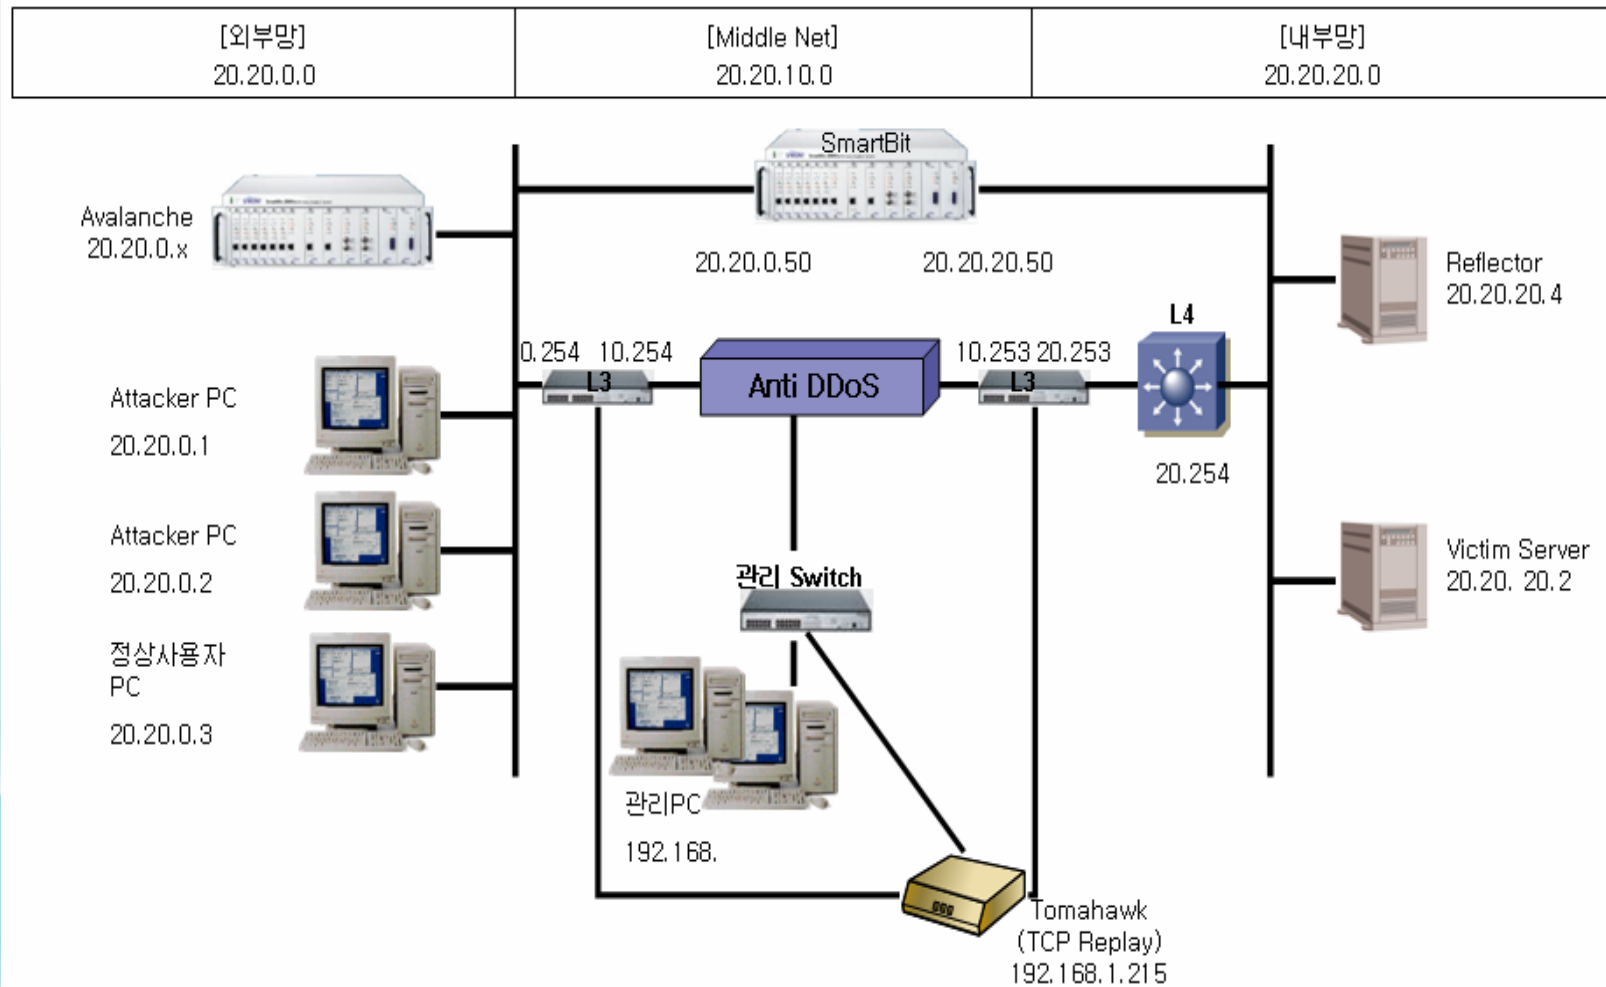 [외부망]
20.20.0.0
[Middle Net]
20.20.10.0
[내부망]
20.20.20.0
SmartBit
Avalanche
20.20.0.x
20.20.0.50
20.20.20.50
Reflector
20.20.20.4
L4
0.254
10.254
10.253
20.253
L3
Anti DDoS
L3
20.254
Attacker PC
20.20.0.1
Attacker PC
20.20.0.2
관리 Switch
Victim Server
20.20. 20.2
정상사용자
PC
20.20.0.3
관리PC
192.168.
Tomahawk
(TCP Replay)
192.168.1.215